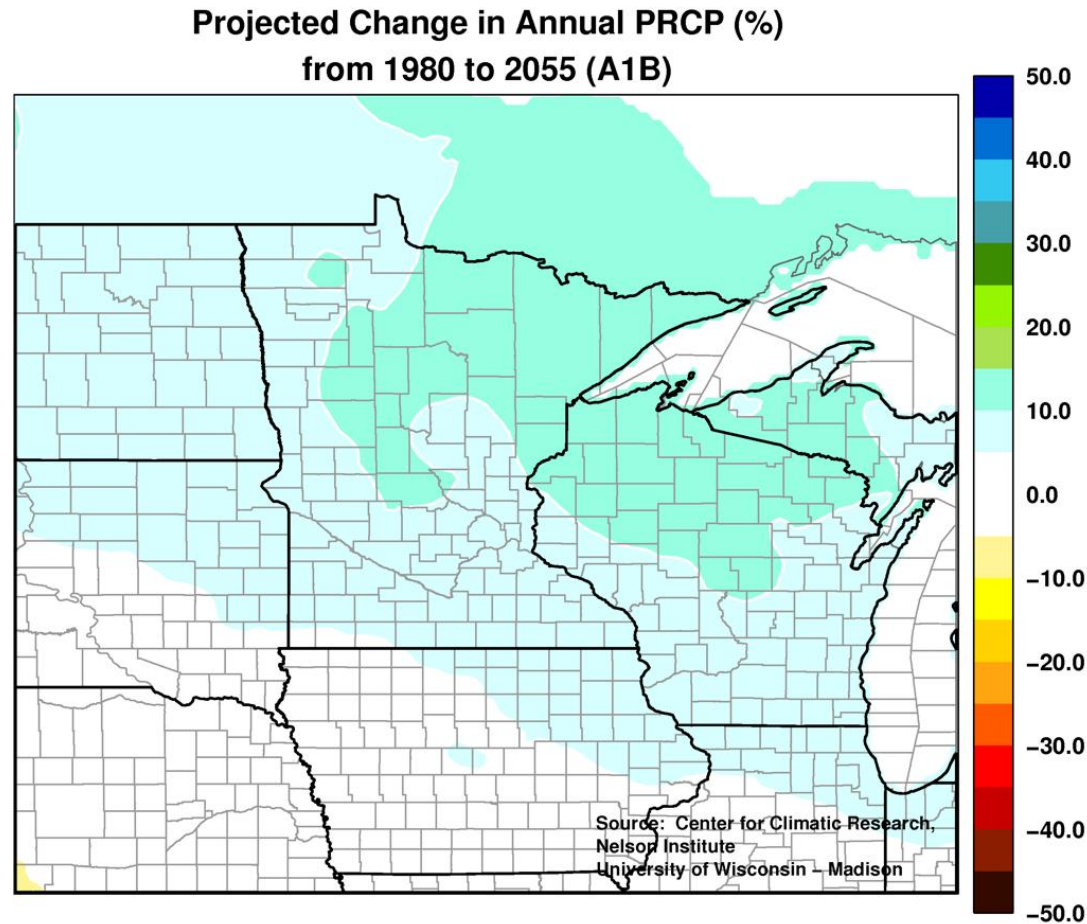 Projected Change in Annual PRCP (%)
from 1980 to 2055 (A1B)
50.0
40.0
30.0
20.0
10.0
0.0
−10.0
−20.0
−30.0
−40.0
−50.0
Source: Center for Climatic Research,
Nelson Institute
University of Wisconsin – Madison